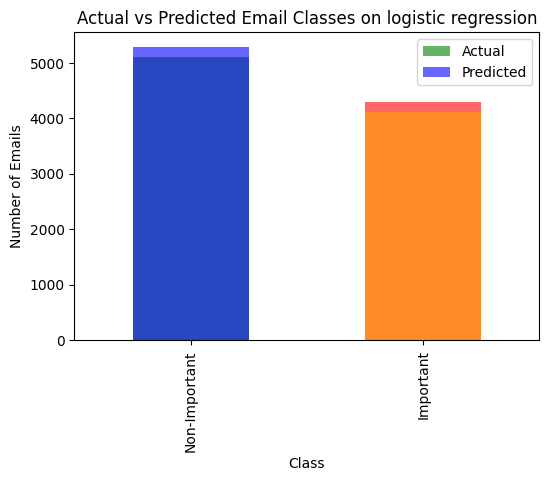 Actual vs Predicted Email Classes on logistic regression
Actual
Predicted
Number of Emails
5000
4000
3000
2000
1000
0
Non-Important
Important
Class